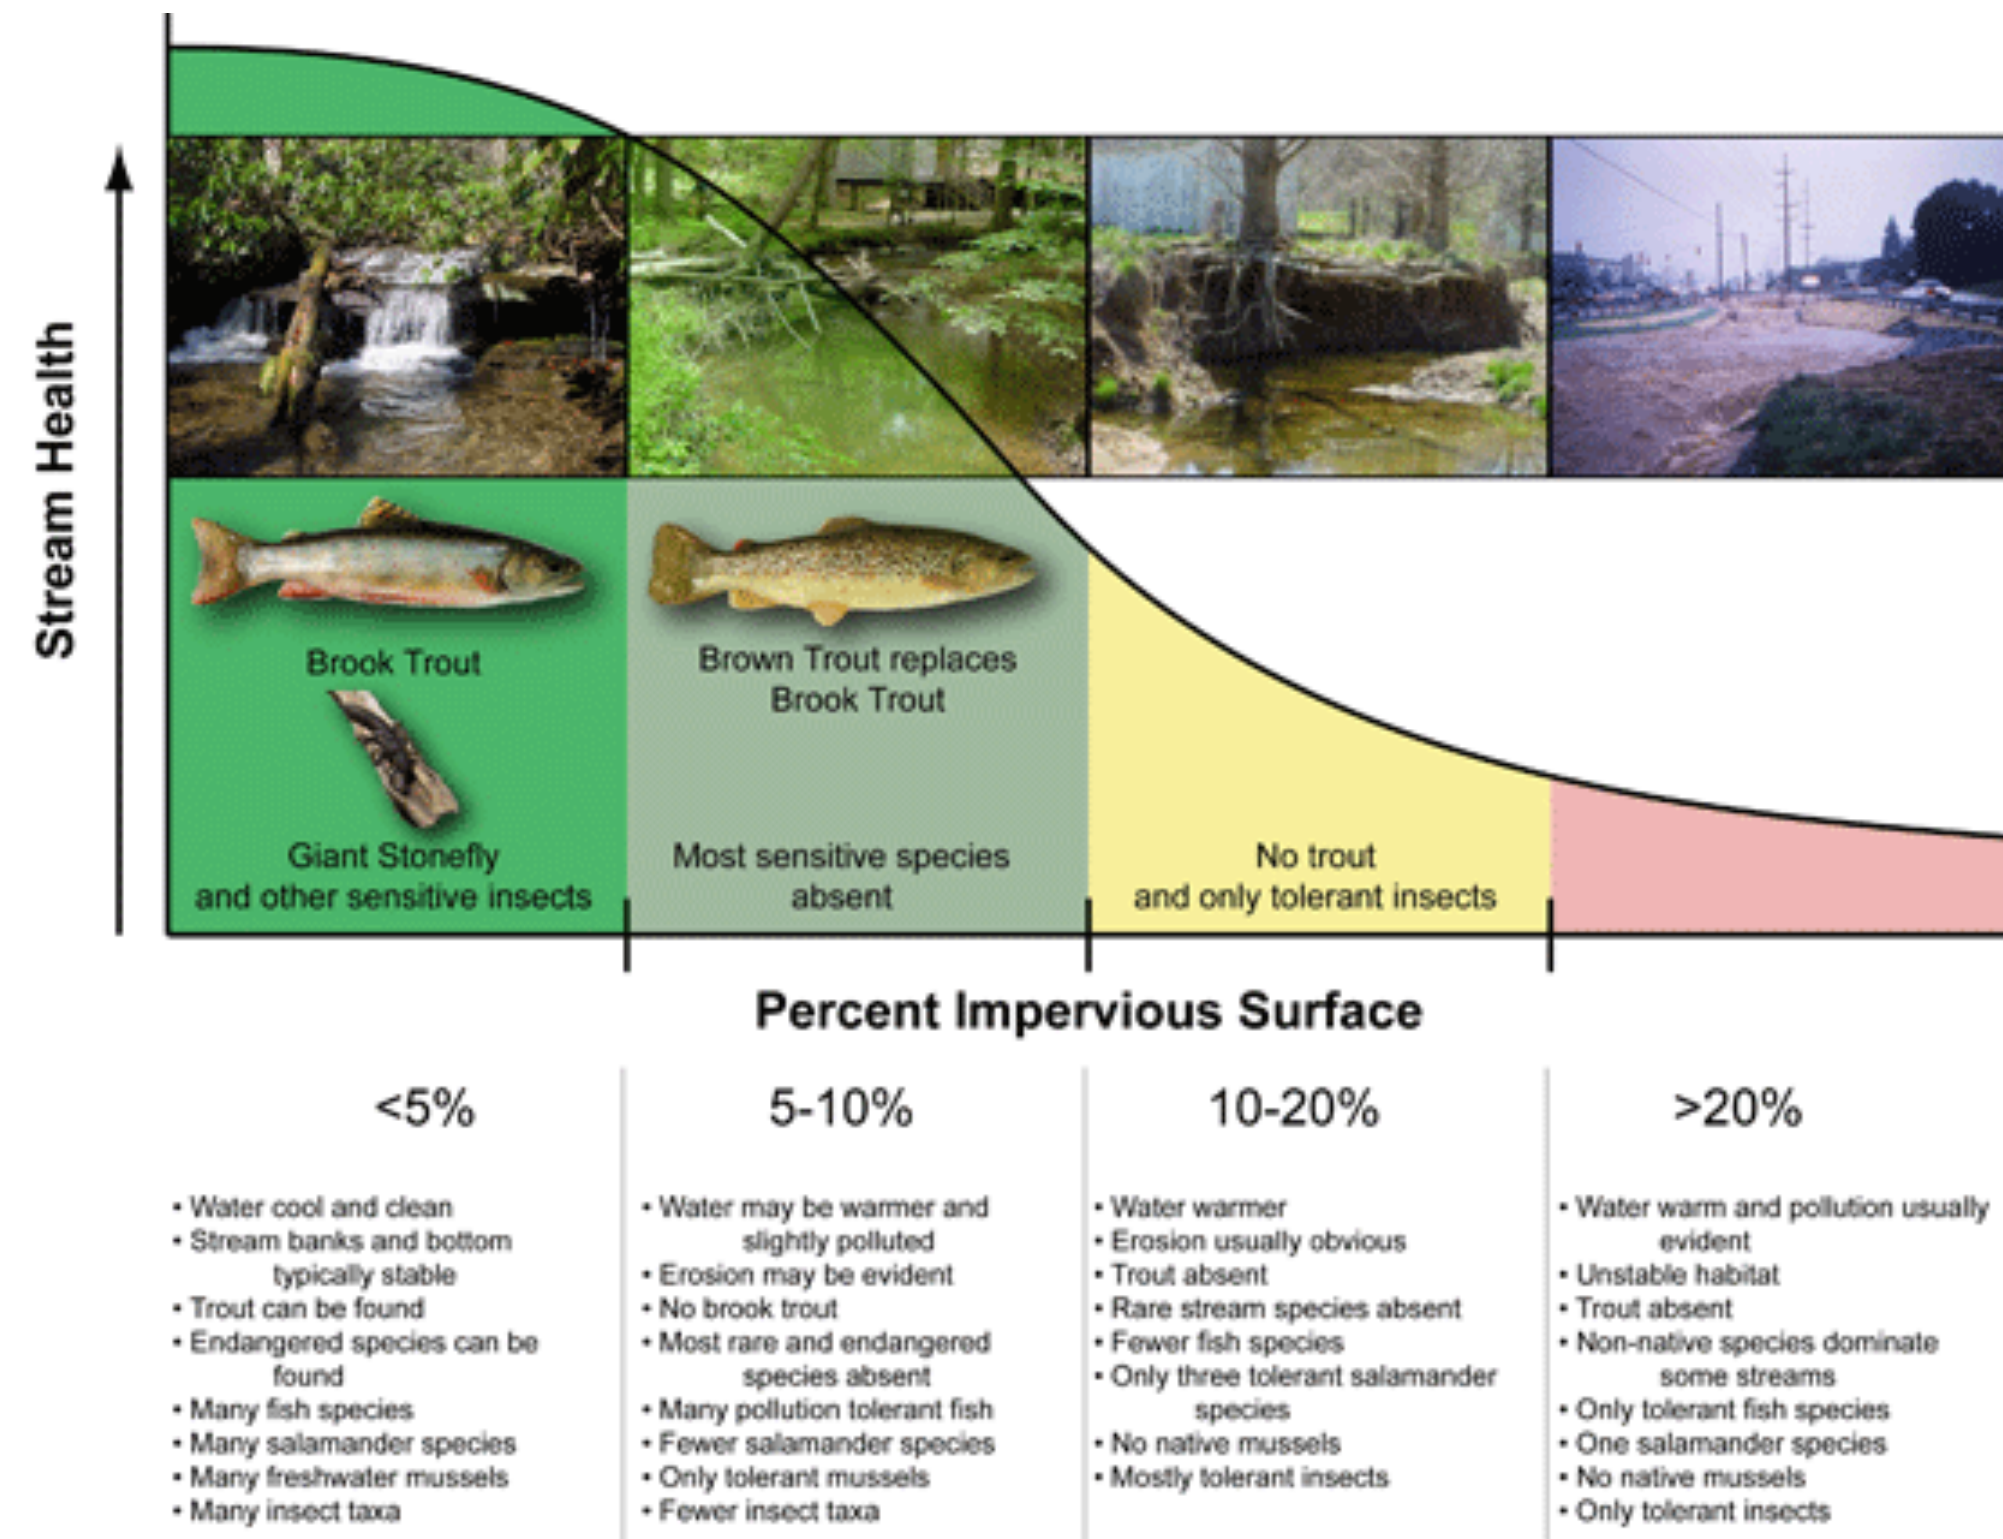 Stream Health
Brook Trout
Giant Stonefly
and other sensitive insects
Brown Trout replaces
Brook Trout
Most sensitive species
absent
No trout
and only tolerant insects
Percent Impervious Surface
<5%
• Water cool and clean
• Stream banks and bottom
typically stable
• Trout can be found
• Endangered species can be
found
• Many fish species
• Many salamander species
• Many freshwater mussels
• Many insect taxa
5-10%
• Water may be warmer and
slightly polluted
• Erosion may be evident
• No brook trout
• Most rare and endangered
species absent
• Many pollution tolerant fish
• Fewer salamander species
• Only tolerant mussels
• Fewer insect taxa
10-20%
• Water warmer
• Erosion usually obvious
• Trout absent
• Rare stream species absent
• Fewer fish species
• Only three tolerant salamander
species
• No native mussels
• Mostly tolerant insects
>20%
• Water warm and pollution usually
evident
• Unstable habitat
• Trout absent
• Non-native species dominate
some streams
• Only tolerant fish species
• One salamander species
• No native mussels
• Only tolerant insects